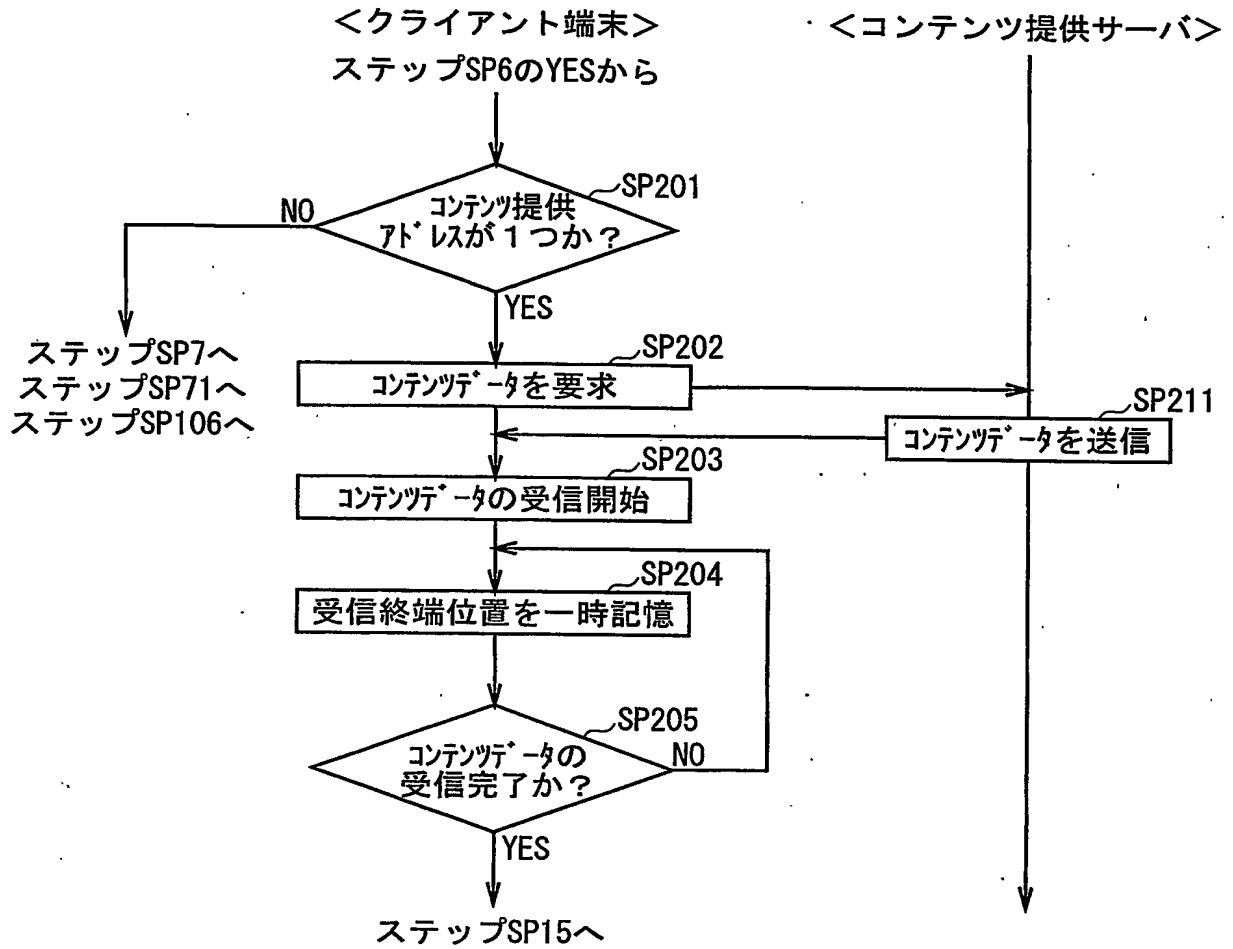 ＜クライアント端末＞
＜コンテンツ提供サーバ＞
ステップSP6のYESから
SP201
コンテンツ提供
アドレスが１つか？
NO
YES
ステップSP7へ
ステップSP71へ
ステップSP106へ
SP202
コンテンツデータを要求
SP211
コンテンツデータを送信
SP203
コンテンツデータの受信開始
SP204
受信終端位置を一時記憶
SP205
コンテンツデータの
受信完了か？
NO
YES
ステップSP15へ